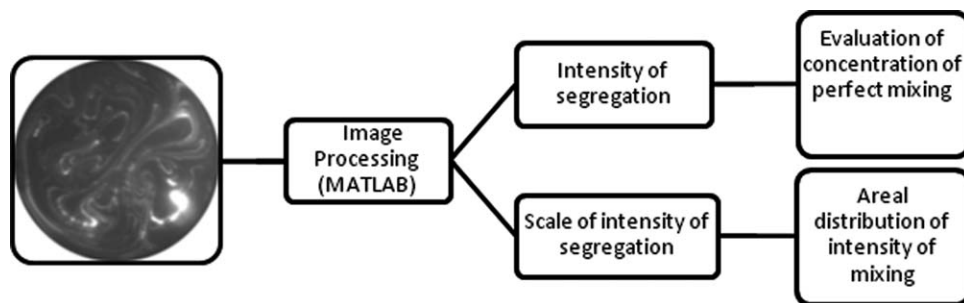 Image
Processing
(MATLAB)
Intensity of
segregation
Evaluation of
concentration of
perfect mixing
Scale of intensity of
segregation
Areal
distribution of
intensity of
mixing